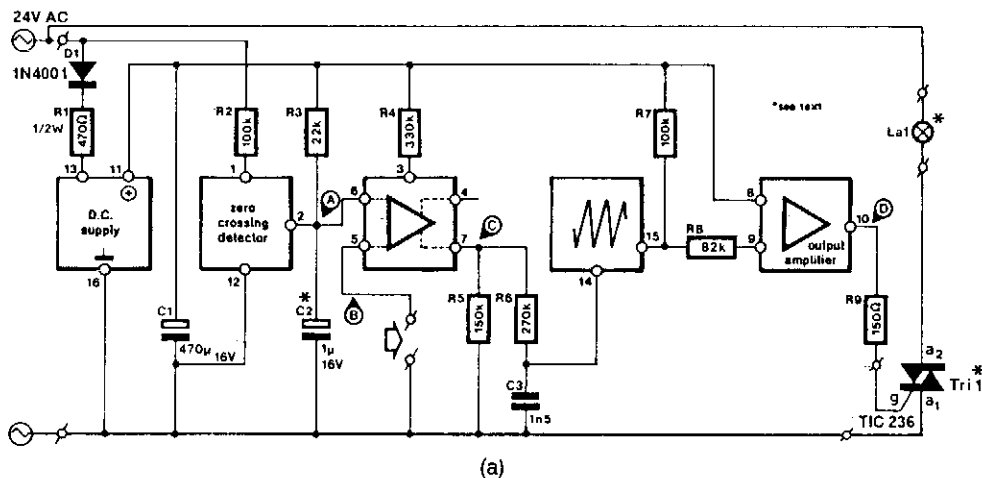 24V AC
D1
1N4001
R1
1/2W
470Ω
R2
100k
R3
22k
R4
330k
R7
100k
*see text
La1
*
13
11
D.C.
supply
16
1
zero
crossing
detector
2
12
A
6
3
4
5
7
C
B
15
14
R8
82k
8
9
output
amplifier
10
D
C1
470µ
16V
*
C2
1µ
16V
R5
150k
R6
270k
C3
1n5
R9
150Ω
a2
Tri 1
*
a1
g
TIC 236
(a)